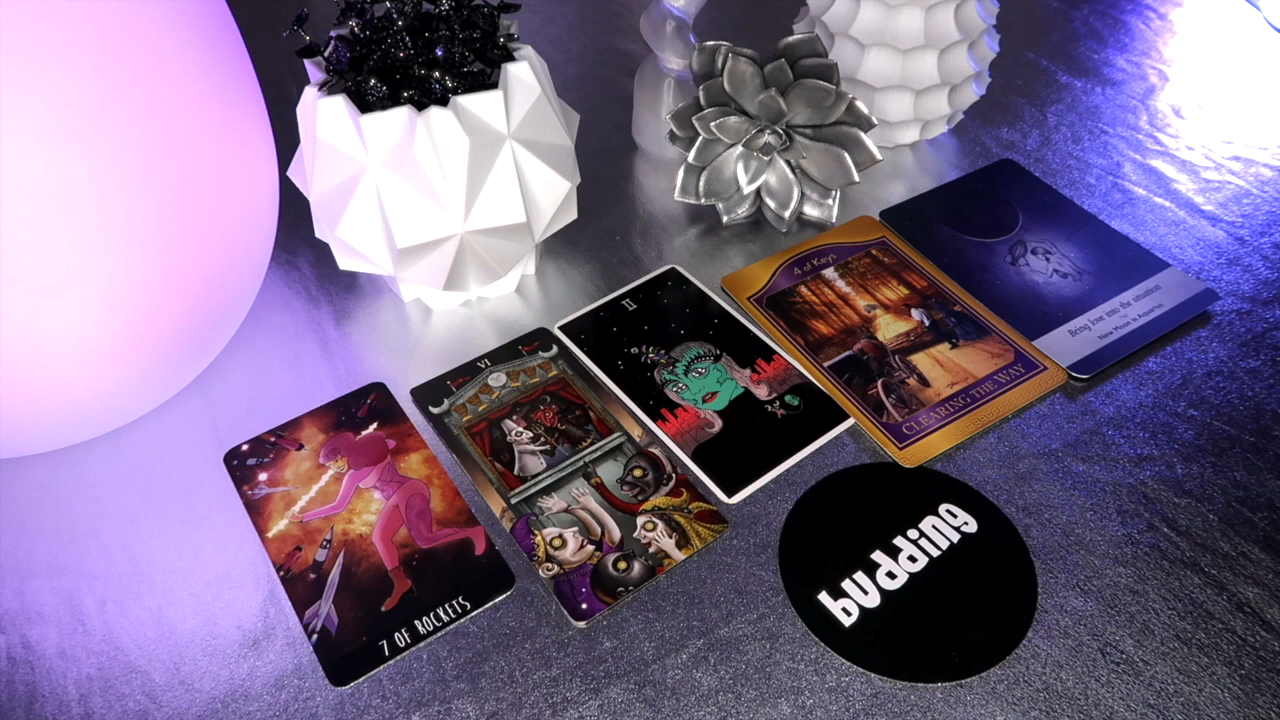 7 OF ROCKETS
VI
II
4 of Keys
CLEARING THE WAY
Bring love into the situation
New Moon in Aquarius
budding